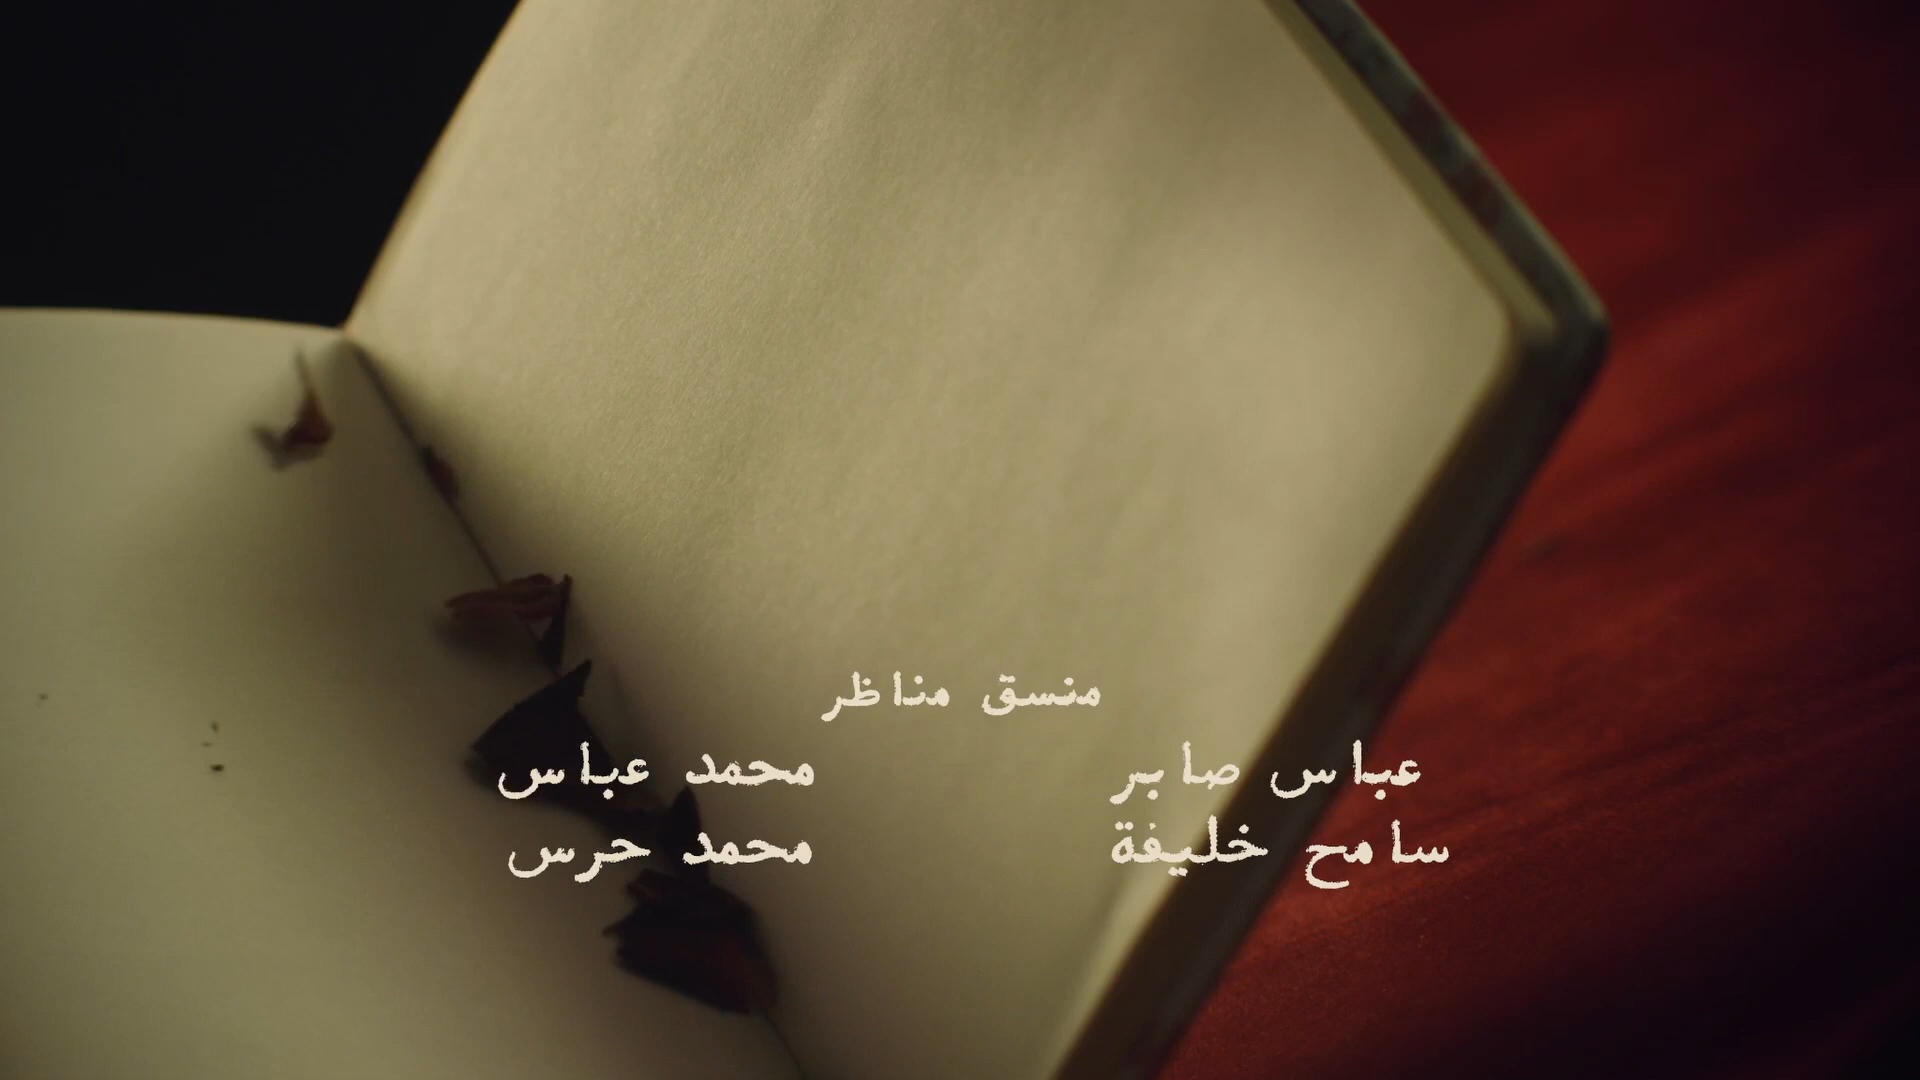 منسق مناظر
عباس صابر محمد عباس
سامح خليفة محمد حرس